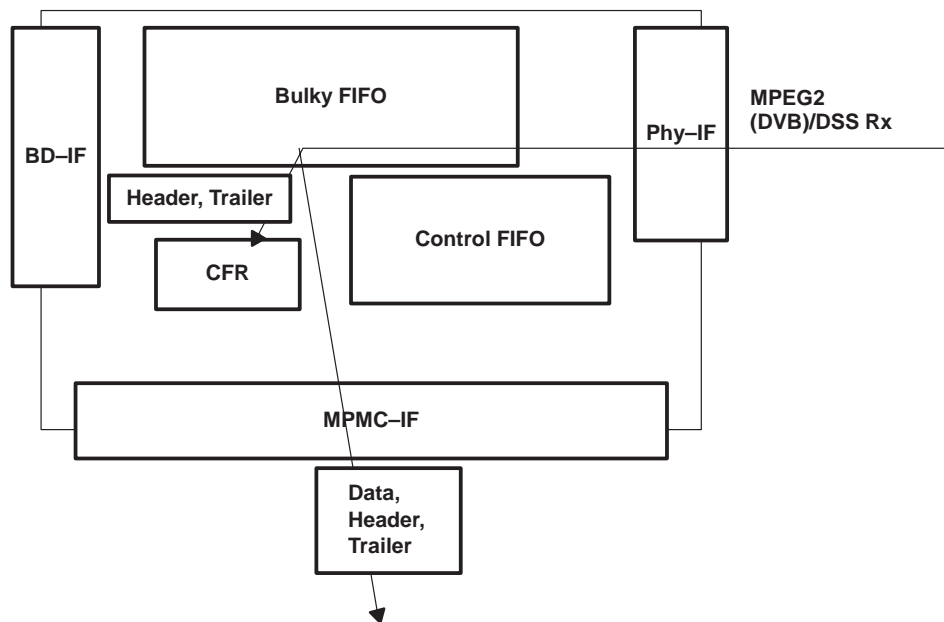 Bulky FIFO
MPEG2
(DVB)/DSS Rx
Phy–IF
BD–IF
Header, Trailer
Control FIFO
CFR
MPMC–IF
Data,
Header,
Trailer